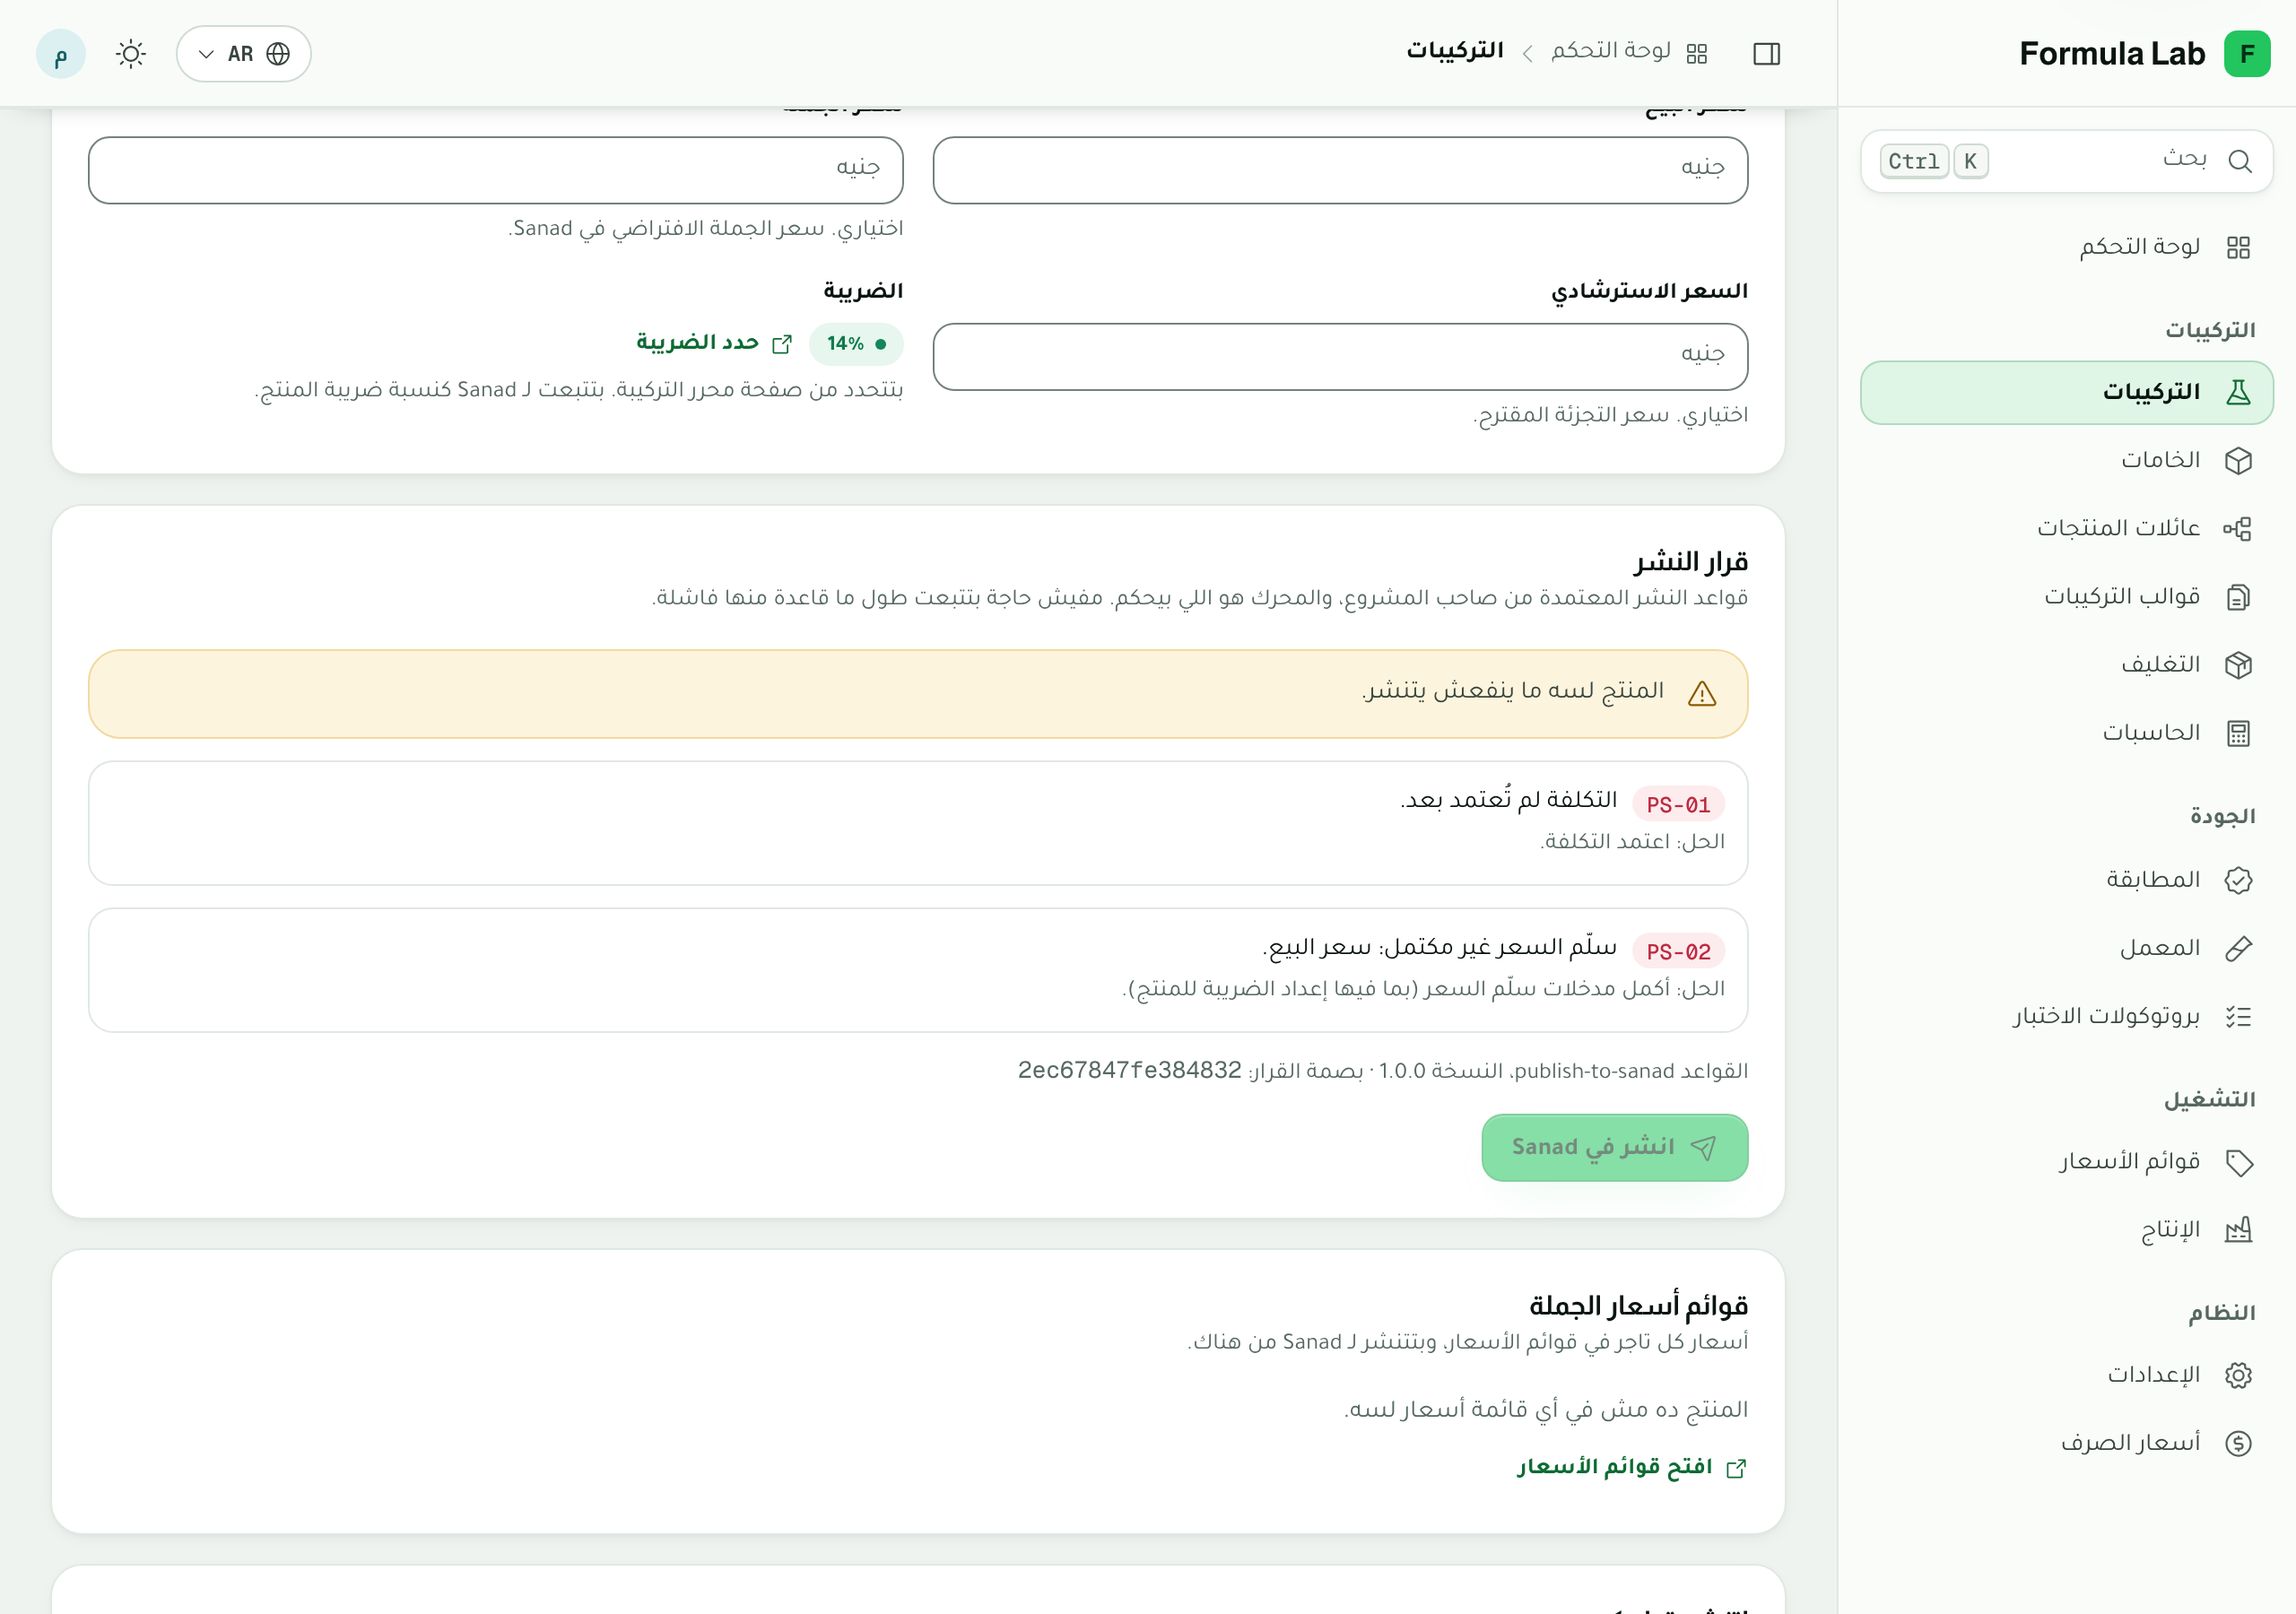 F
Formula Lab
بحث
Ctrl K
لوحة التحكم
التركيبات
التركيبات
الخامات
عائلات المنتجات
قوالب التركيبات
التغليف
الحاسبات
الجودة
المطابقة
المعمل
بروتوكولات الاختبار
التشغيل
قوائم الأسعار
الإنتاج
النظام
الإعدادات
أسعار الصرف
لوحة التحكم
التركيبات
AR
م
جنيه
جنيه
اختياري. سعر الجملة الافتراضي في Sanad.
السعر الاسترشادي
جنيه
اختياري. سعر التجزئة المقترح.
الضريبة
14%
حدد الضريبة
بتتحدد من صفحة محرر التركيبة. بتتبعت لـ Sanad كنسبة ضريبة المنتج.
قرار النشر
قواعد النشر المعتمدة من صاحب المشروع، والمحرك هو اللي بيحكم. مفيش حاجة بتتبعت طول ما قاعدة منها فاشلة.
المنتج لسه ما ينفعش يتنشر.
PS-01 التكلفة لم تُعتمد بعد.
الحل: اعتمد التكلفة.
PS-02 سلّم السعر غير مكتمل: سعر البيع.
الحل: أكمل مدخلات سلّم السعر (بما فيها إعداد الضريبة للمنتج).
القواعد publish-to-sanad، النسخة 1.0.0 · بصمة القرار: 2ec67847fe384832
انشر في Sanad
قوائم أسعار الجملة
أسعار كل تاجر في قوائم الأسعار، وبتتنشر لـ Sanad من هناك.
المنتج ده مش في أي قائمة أسعار لسه.
افتح قوائم الأسعار